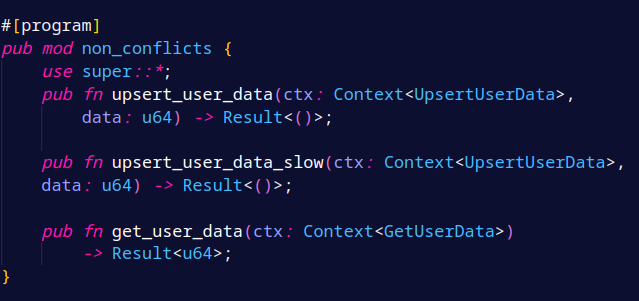 #[program]
pub mod non_conflicts {
    use super::*;
    pub fn upsert_user_data(ctx: Context<UpsertUserData>,
        data: u64) -> Result<()>;
    pub fn upsert_user_data_slow(ctx: Context<UpsertUserData>,
    data: u64) -> Result<()>;
    pub fn get_user_data(ctx: Context<GetUserData>)
        -> Result<u64>;
}